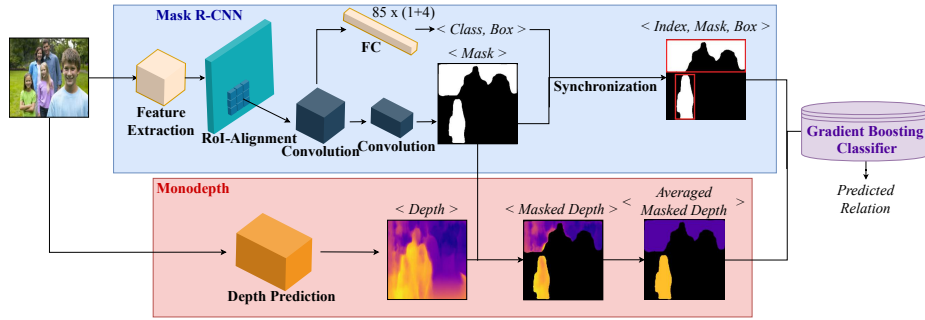 Mask R-CNN
85 x (1+4)
FC
< Class, Box >
< Mask >
< Index, Mask, Box >
Feature
Extraction
RoI-Alignment
Convolution
Convolution
Synchronization
Gradient Boosting
Classifier
Predicted
Relation
Monodepth
Depth Prediction
< Depth >
< Masked Depth >
< Averaged
Masked Depth >